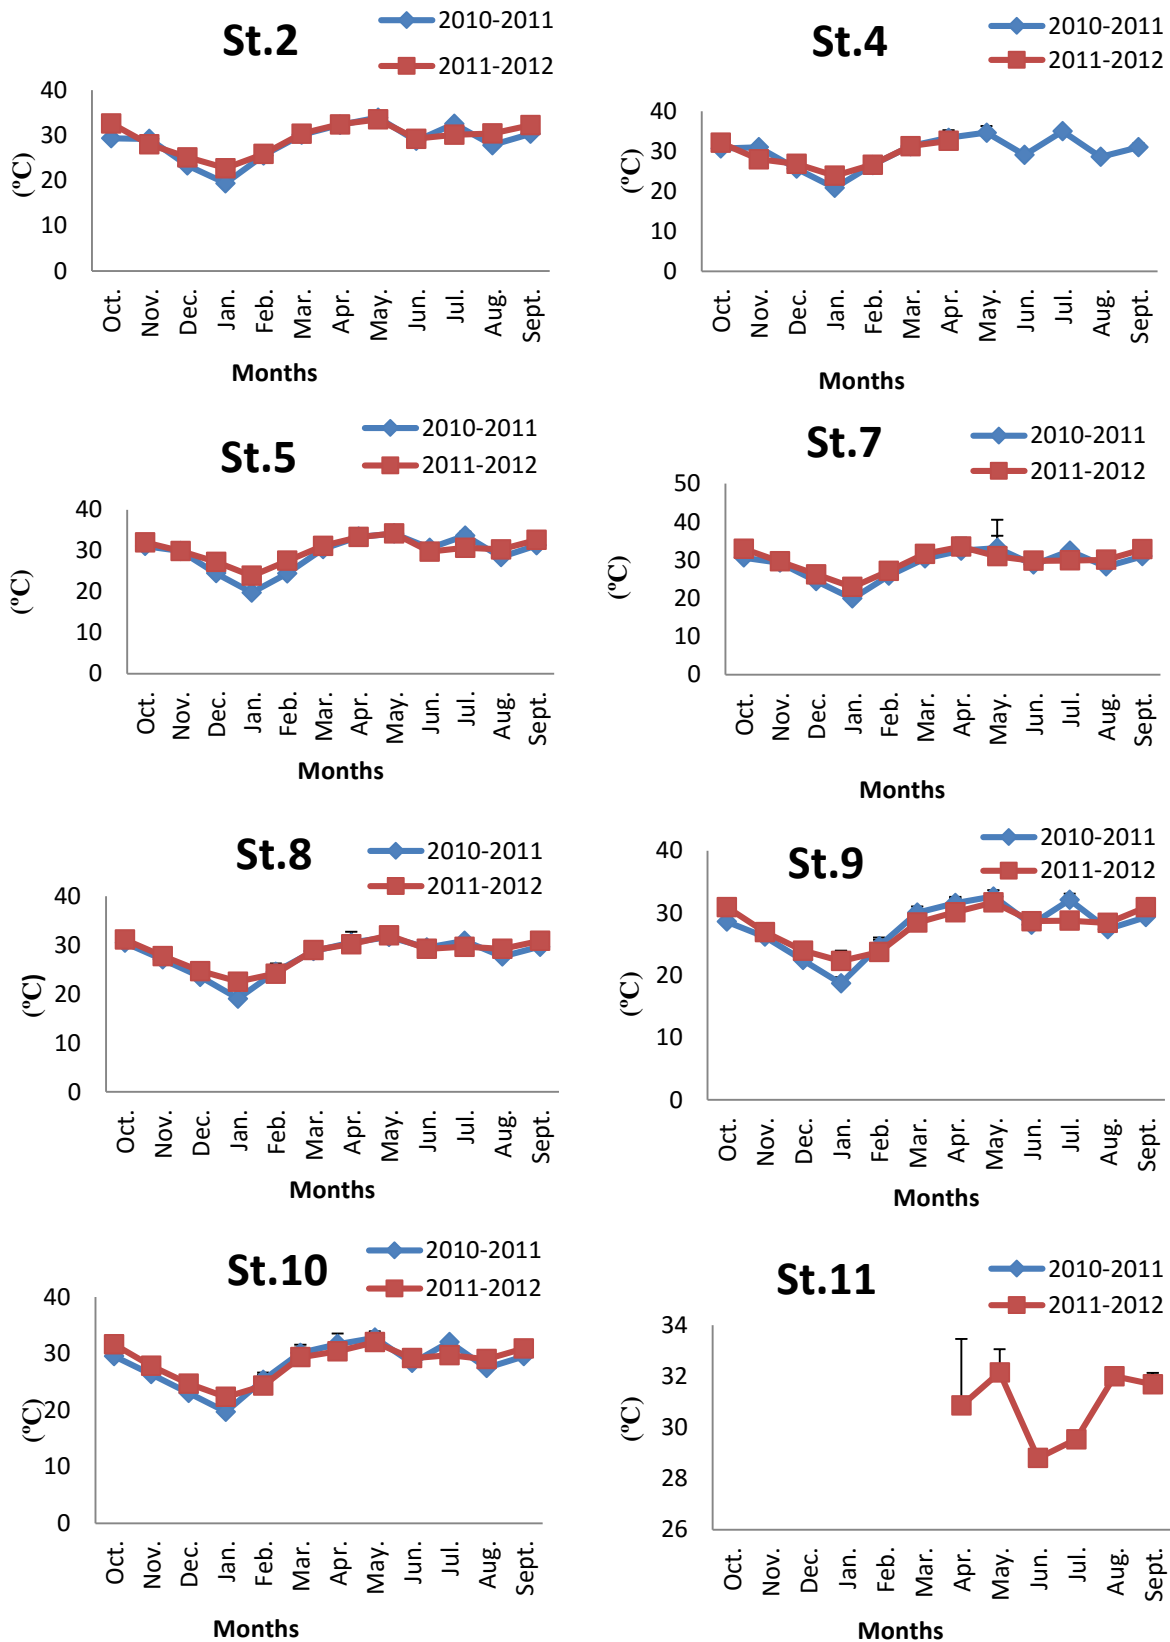 St.2
2010-2011
2011-2012
40
30
20
10
0
(ºC)
Oct. Nov. Dec. Jan. Feb. Mar. Apr. May. Jun. Jul. Aug. Sept.
Months
St.4
2010-2011
2011-2012
40
30
20
10
0
(ºC)
Oct. Nov. Dec. Jan. Feb. Mar. Apr. May. Jun. Jul. Aug. Sept.
Months
St.5
2010-2011
2011-2012
40
30
20
10
0
(ºC)
Oct. Nov. Dec. Jan. Feb. Mar. Apr. May. Jun. Jul. Aug. Sept.
Months
St.7
2010-2011
2011-2012
50
40
30
20
10
0
(ºC)
Oct. Nov. Dec. Jan. Feb. Mar. Apr. May. Jun. Jul. Aug. Sept.
Months
St.8
2010-2011
2011-2012
40
30
20
10
0
(ºC)
Oct. Nov. Dec. Jan. Feb. Mar. Apr. May. Jun. Jul. Aug. Sept.
Months
St.9
2010-2011
2011-2012
40
30
20
10
0
(ºC)
Oct. Nov. Dec. Jan. Feb. Mar. Apr. May. Jun. Jul. Aug. Sept.
Months
St.10
2010-2011
2011-2012
40
30
20
10
0
(ºC)
Oct. Nov. Dec. Jan. Feb. Mar. Apr. May. Jun. Jul. Aug. Sept.
Months
St.11
2010-2011
2011-2012
34
32
30
28
26
(ºC)
Oct. Nov. Dec. Jan. Feb. Mar. Apr. May. Jun. Jul. Aug. Sept.
Months